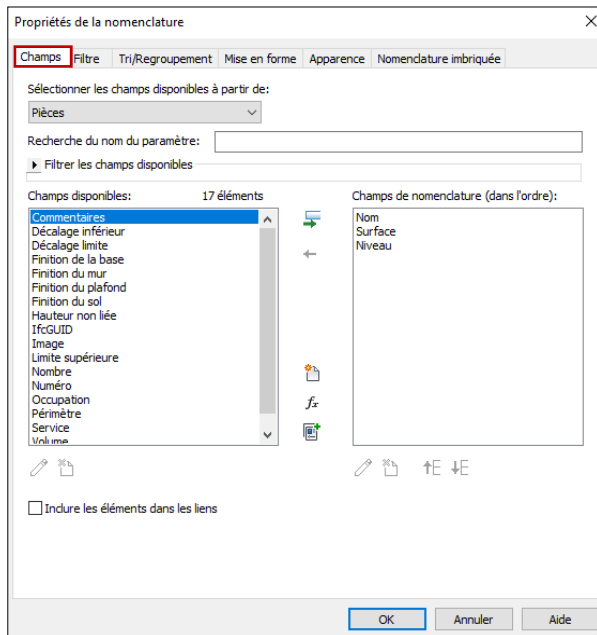 Propriétés de la nomenclature
Champs Filtre Tri/Regroupement Mise en forme Apparence Nomenclature imbriquée
Sélectionner les champs disponibles à partir de:
Pièces
Recherche du nom du paramètre:
Filtrer les champs disponibles
Champs disponibles: 17 éléments
Commentaires
Décalage inférieur
Décalage limite
Finition de la base
Finition du mur
Finition du plafond
Finition du sol
Hauteur non liée
IfcGUID
Image
Limite supérieure
Nombre
Numéro
Occupation
Périmètre
Service
Volume
fx
Champs de nomenclature (dans l'ordre):
Nom
Surface
Niveau
Inclure les éléments dans les liens
OK Annuler Aide